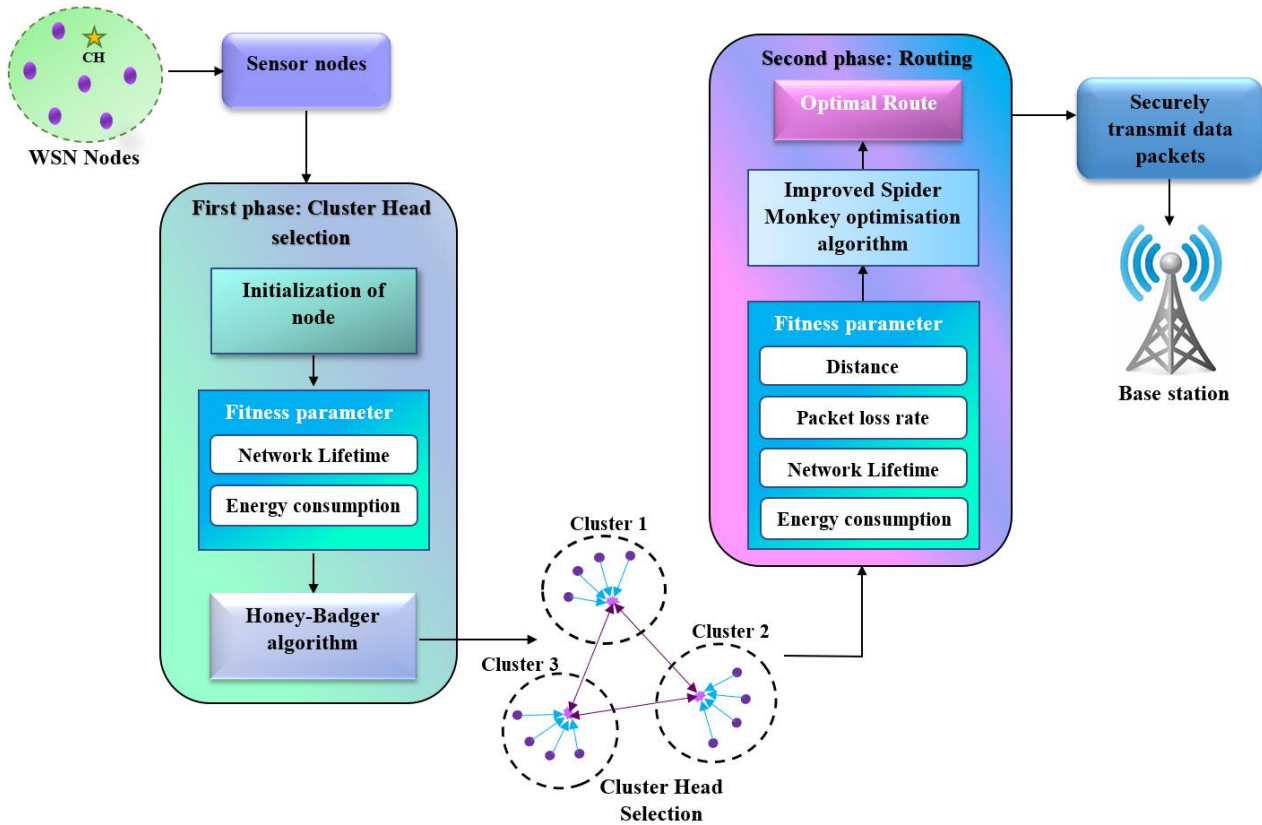 CH
WSN Nodes
Sensor nodes
First phase: Cluster Head
selection
Initialization of
node
Fitness parameter
Network Lifetime
Energy consumption
Honey-Badger
algorithm
Cluster 1
Cluster 2
Cluster 3
Cluster Head
Selection
Second phase: Routing
Optimal Route
Improved Spider
Monkey optimisation
algorithm
Fitness parameter
Distance
Packet loss rate
Network Lifetime
Energy consumption
Securely
transmit data
packets
Base station